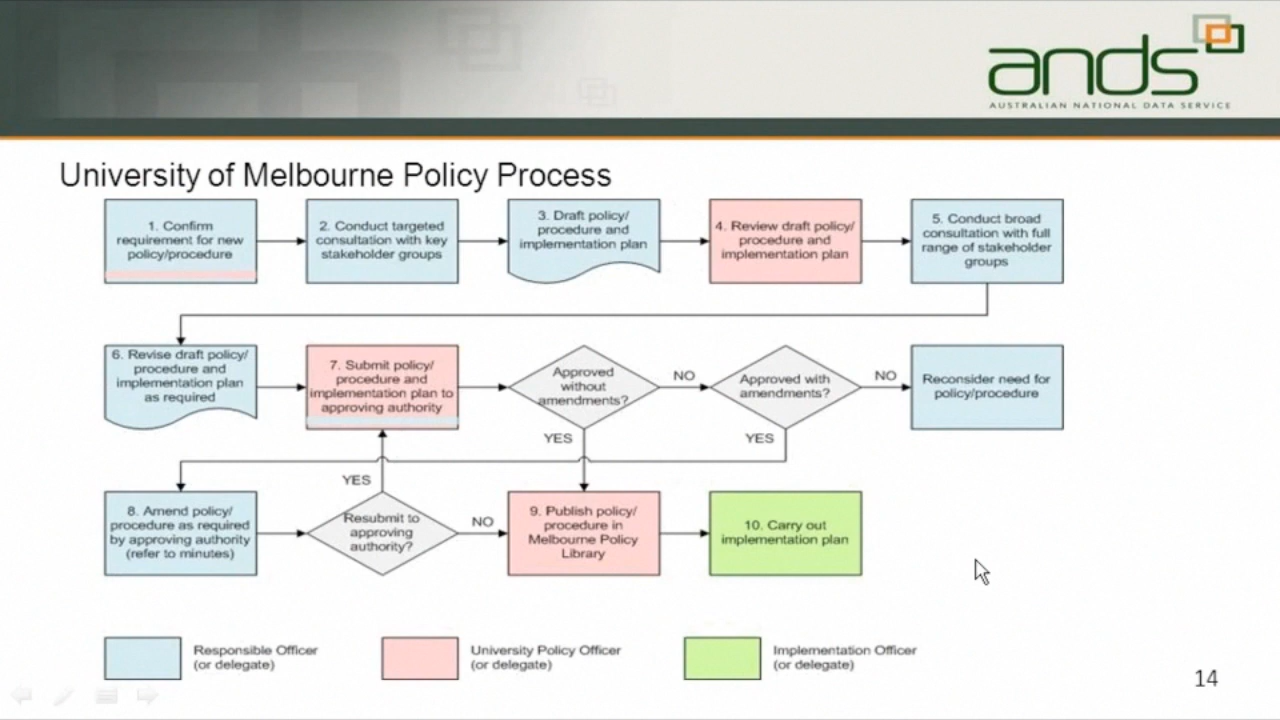 ands
AUSTRALIAN NATIONAL DATA SERVICE
University of Melbourne Policy Process
1. Confirm
requirement for new
policy/procedure
2. Conduct targeted
consultation with key
stakeholder groups
3. Draft policy/
procedure and
implementation plan
4. Review draft policy/
procedure and
implementation plan
5. Conduct broad
consultation with full
range of stakeholder
groups
6. Revise draft policy/
procedure and
implementation plan
as required
7. Submit policy/
procedure and
implementation plan to
approving authority
Approved
without
amendments?
NO
Approved with
amendments?
NO
Reconsider need for
policy/procedure
YES
YES
YES
8. Amend policy/
procedure as required
by approving authority
(refer to minutes)
Resubmit to
approving
authority?
NO
9. Publish policy/
procedure in
Melbourne Policy
Library
10. Carry out
implementation plan
Responsible Officer
(or delegate)
University Policy Officer
(or delegate)
Implementation Officer
(or delegate)
14